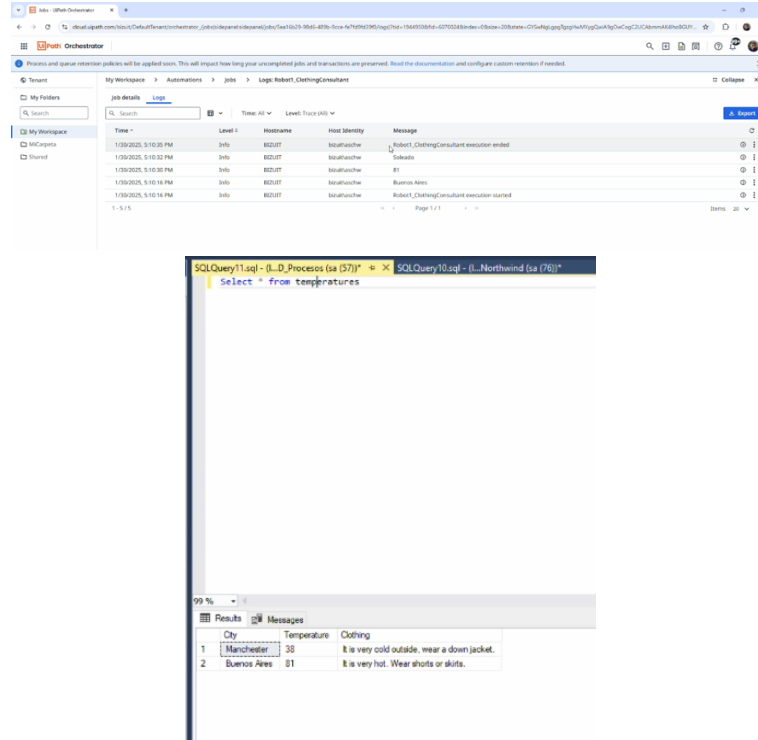 Jobs - UiPath Orchestrator
UiPath Orchestrator
Process and queue retention policies will be applied soon. This will impact how long your uncompleted jobs and transactions are preserved. Read the documentation and configure custom retention if needed.
Tenant
My Workspace > Automations > Jobs > Logs: Robot1_ClothingConsultant
Collapse
My Folders
Job details Logs
Search
Search
Time: All
Level: Trace (All)
Export
My Workspace
Time Level Hostname Host Identity Message
MiCarpeta
1/30/2025, 5:10:35 PM Info BIZUIT bizuit\aschw Robot1_ClothingConsultant execution ended
Shared
1/30/2025, 5:10:32 PM Info BIZUIT bizuit\aschw Soleado
1/30/2025, 5:10:30 PM Info BIZUIT bizuit\aschw 81
1/30/2025, 5:10:16 PM Info BIZUIT bizuit\aschw Buenos Aires
1/30/2025, 5:10:16 PM Info BIZUIT bizuit\aschw Robot1_ClothingConsultant execution started
1 - 5 / 5 Page 1 / 1 Items 20
SQLQuery11.sql - (l...D_Procesos (sa (57))* SQLQuery10.sql - (l...Northwind (sa (76))*
Select * from temperatures
99 %
Results Messages
City Temperature Clothing
1 Manchester 38 It is very cold outside, wear a down jacket.
2 Buenos Aires 81 It is very hot. Wear shorts or skirts.